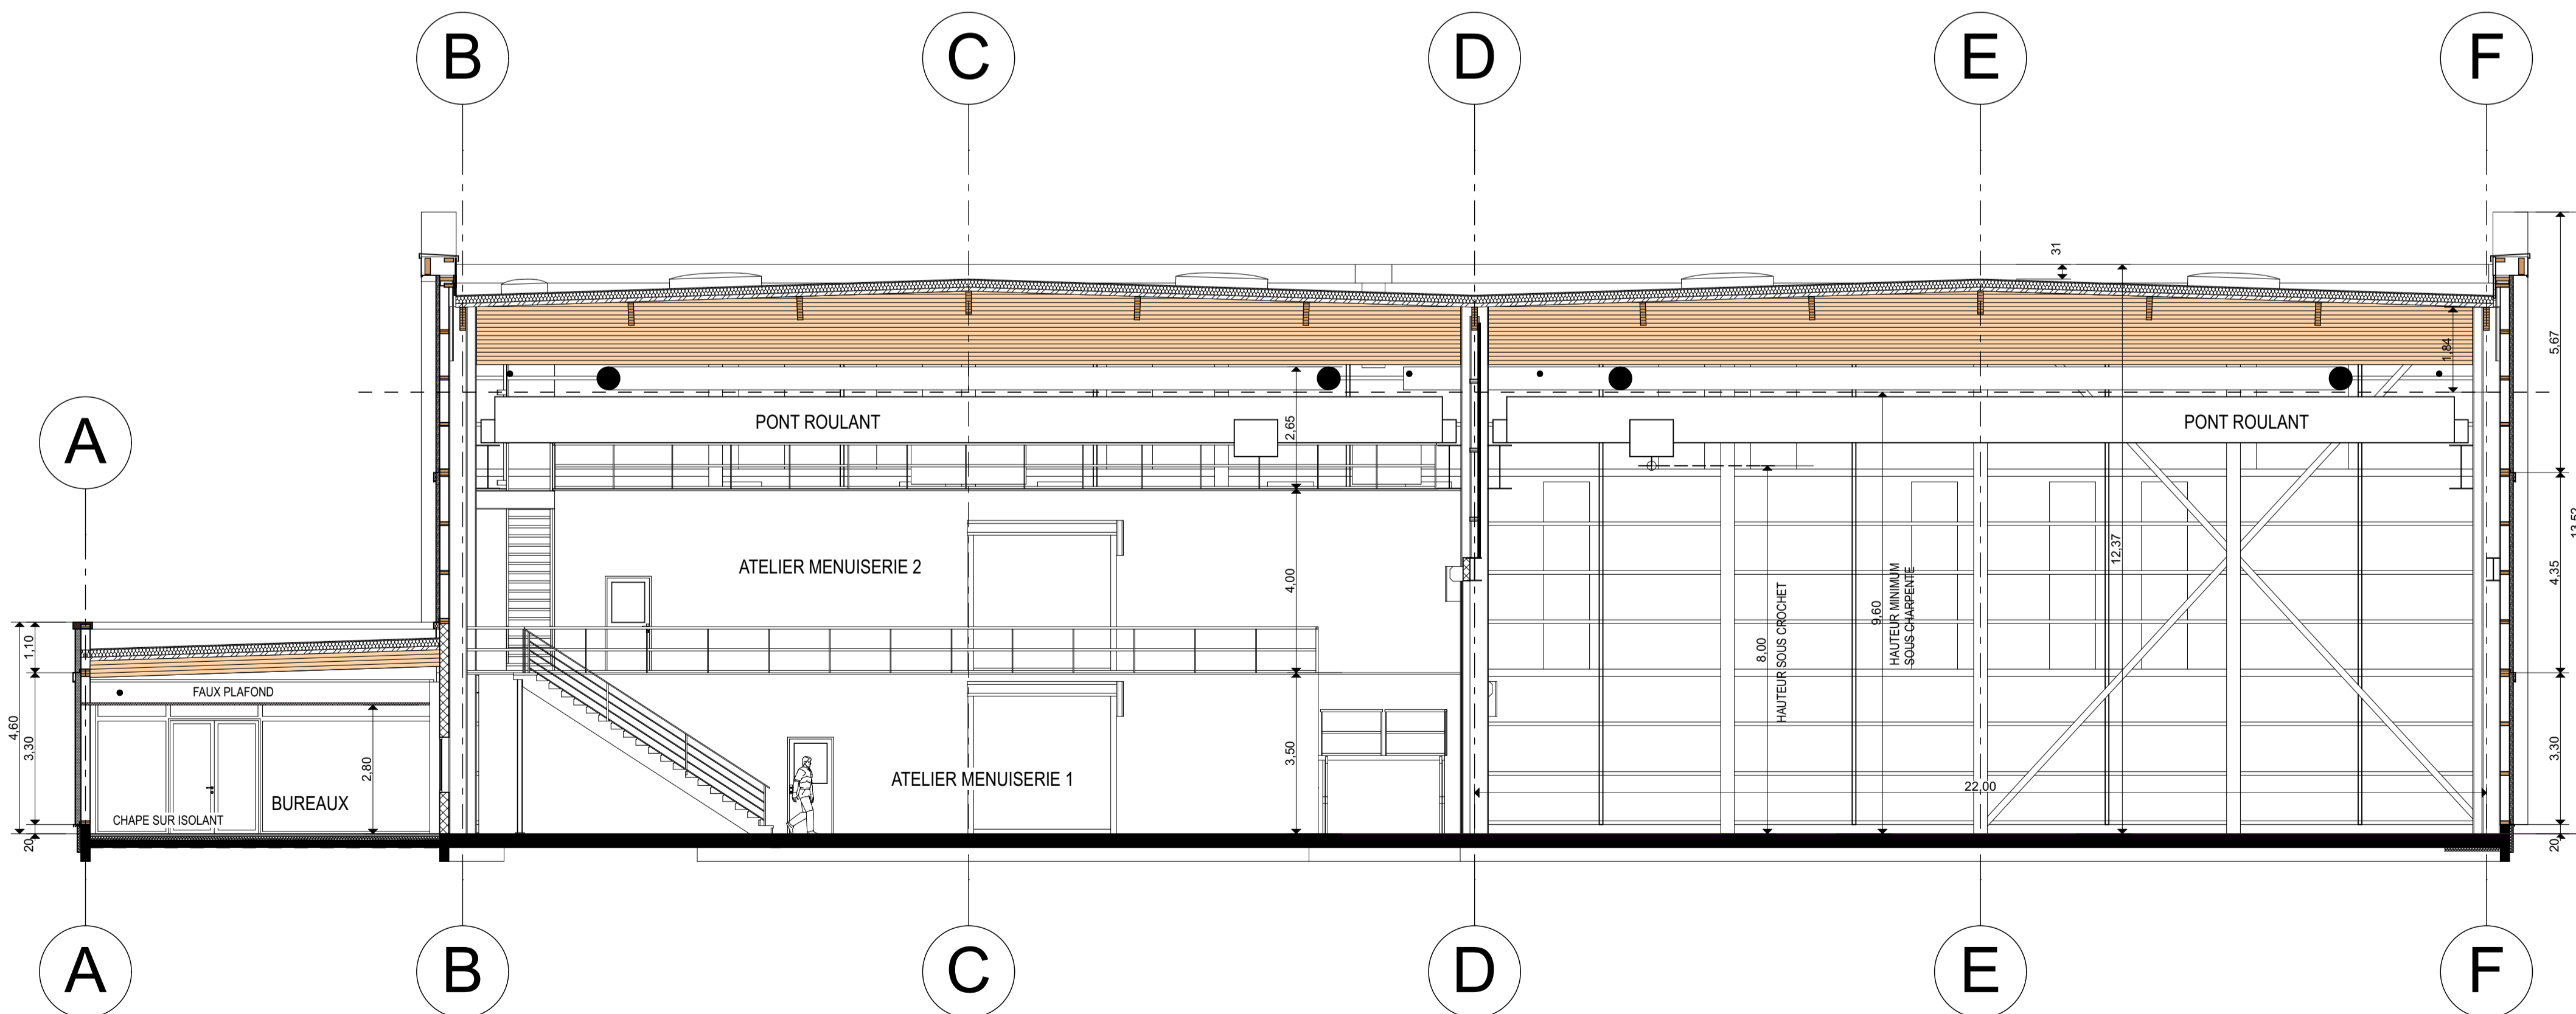 B
C
D
E
F
A
31
1,84
5,67
13,52
PONT ROULANT
2,65
PONT ROULANT
ATELIER MENUISERIE 2
4,00
8,00
HAUTEUR SOUS CROCHET
9,60
HAUTEUR MINIMUM
SOUS CHARPENTE
12,37
4,35
1,10
4,60
3,30
FAUX PLAFOND
2,80
BUREAUX
CHAPE SUR ISOLANT
20
ATELIER MENUISERIE 1
3,50
22,00
3,30
20
A
B
C
D
E
F